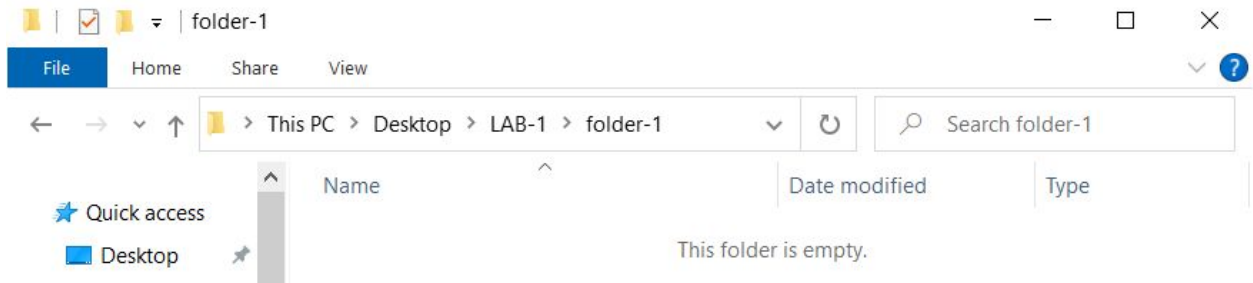 folder-1
File Home Share View
This PC > Desktop > LAB-1 > folder-1 Search folder-1
Name Date modified Type
Quick access
This folder is empty.
Desktop